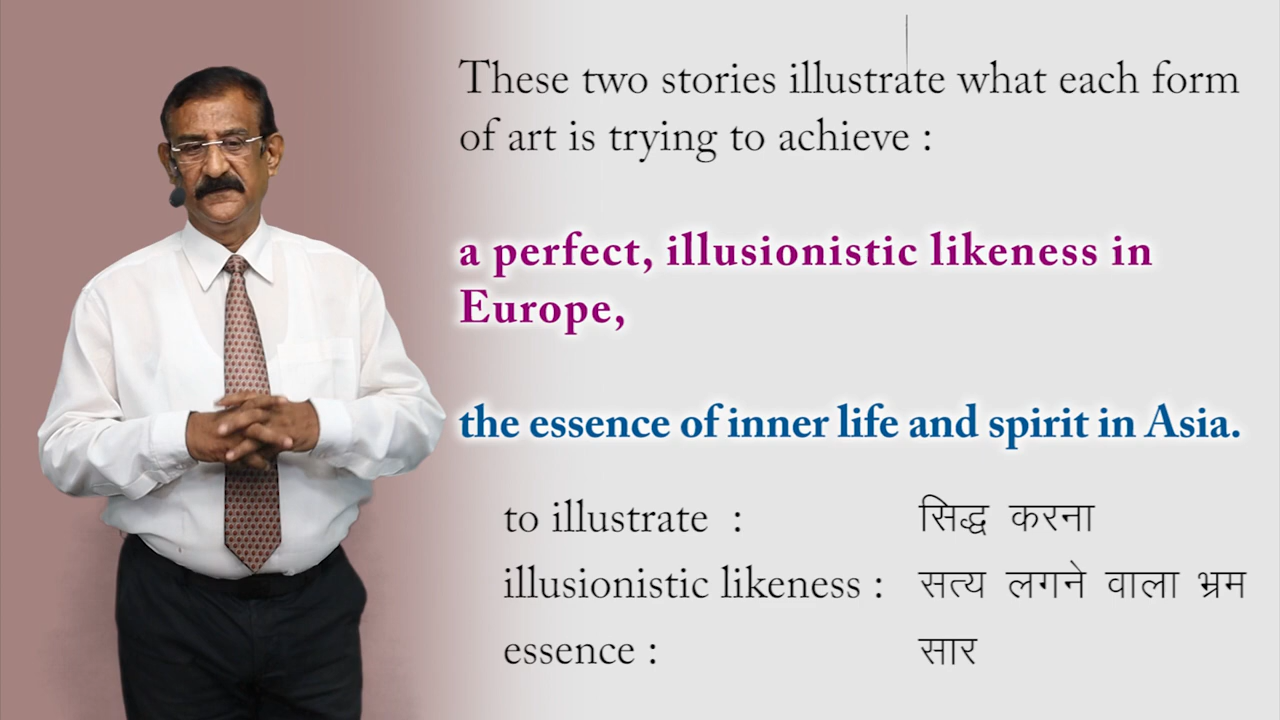 These two stories illustrate what each form
of art is trying to achieve :
a perfect, illusionistic likeness in
Europe,
the essence of inner life and spirit in Asia.
to illustrate : सिद्ध करना
illusionistic likeness : सत्य लगने वाला भ्रम
essence : सार